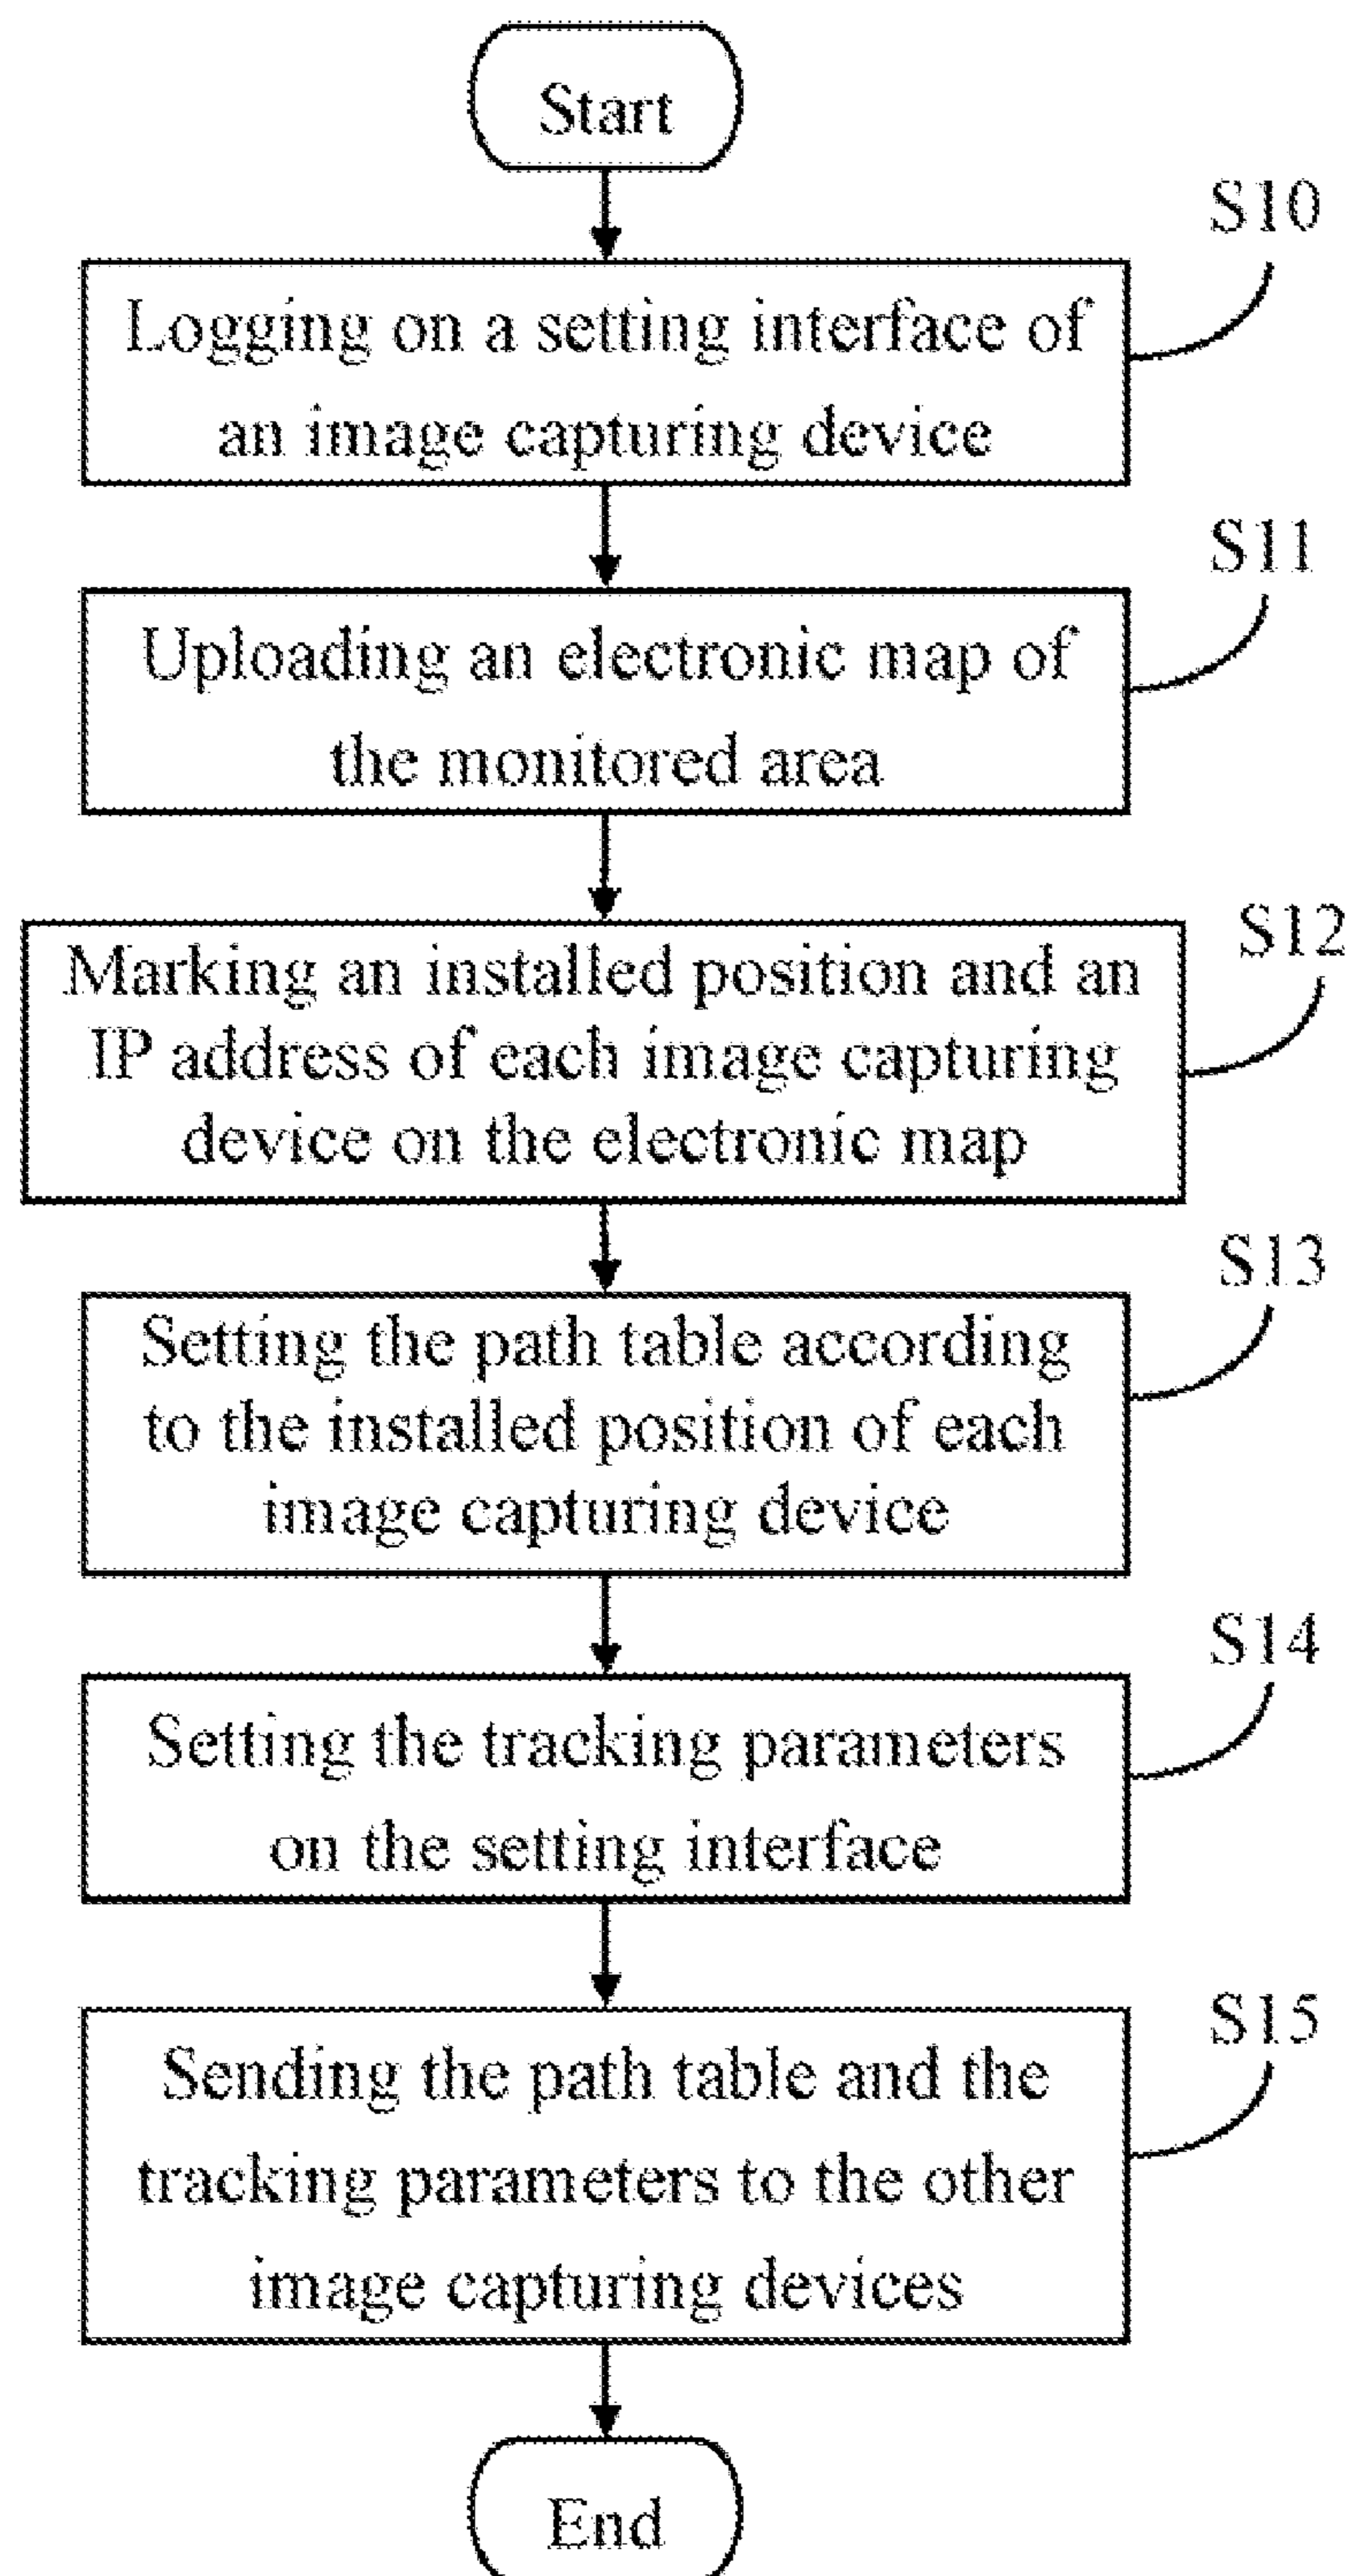 Start
S10
Logging on a setting interface of
an image capturing device
S11
Uploading an electronic map of
the monitored area
S12
Marking an installed position and an
IP address of each image capturing
device on the electronic map
S13
Setting the path table according
to the installed position of each
image capturing device
S14
Setting the tracking parameters
on the setting interface
S15
Sending the path table and the
tracking parameters to the other
image capturing devices
End